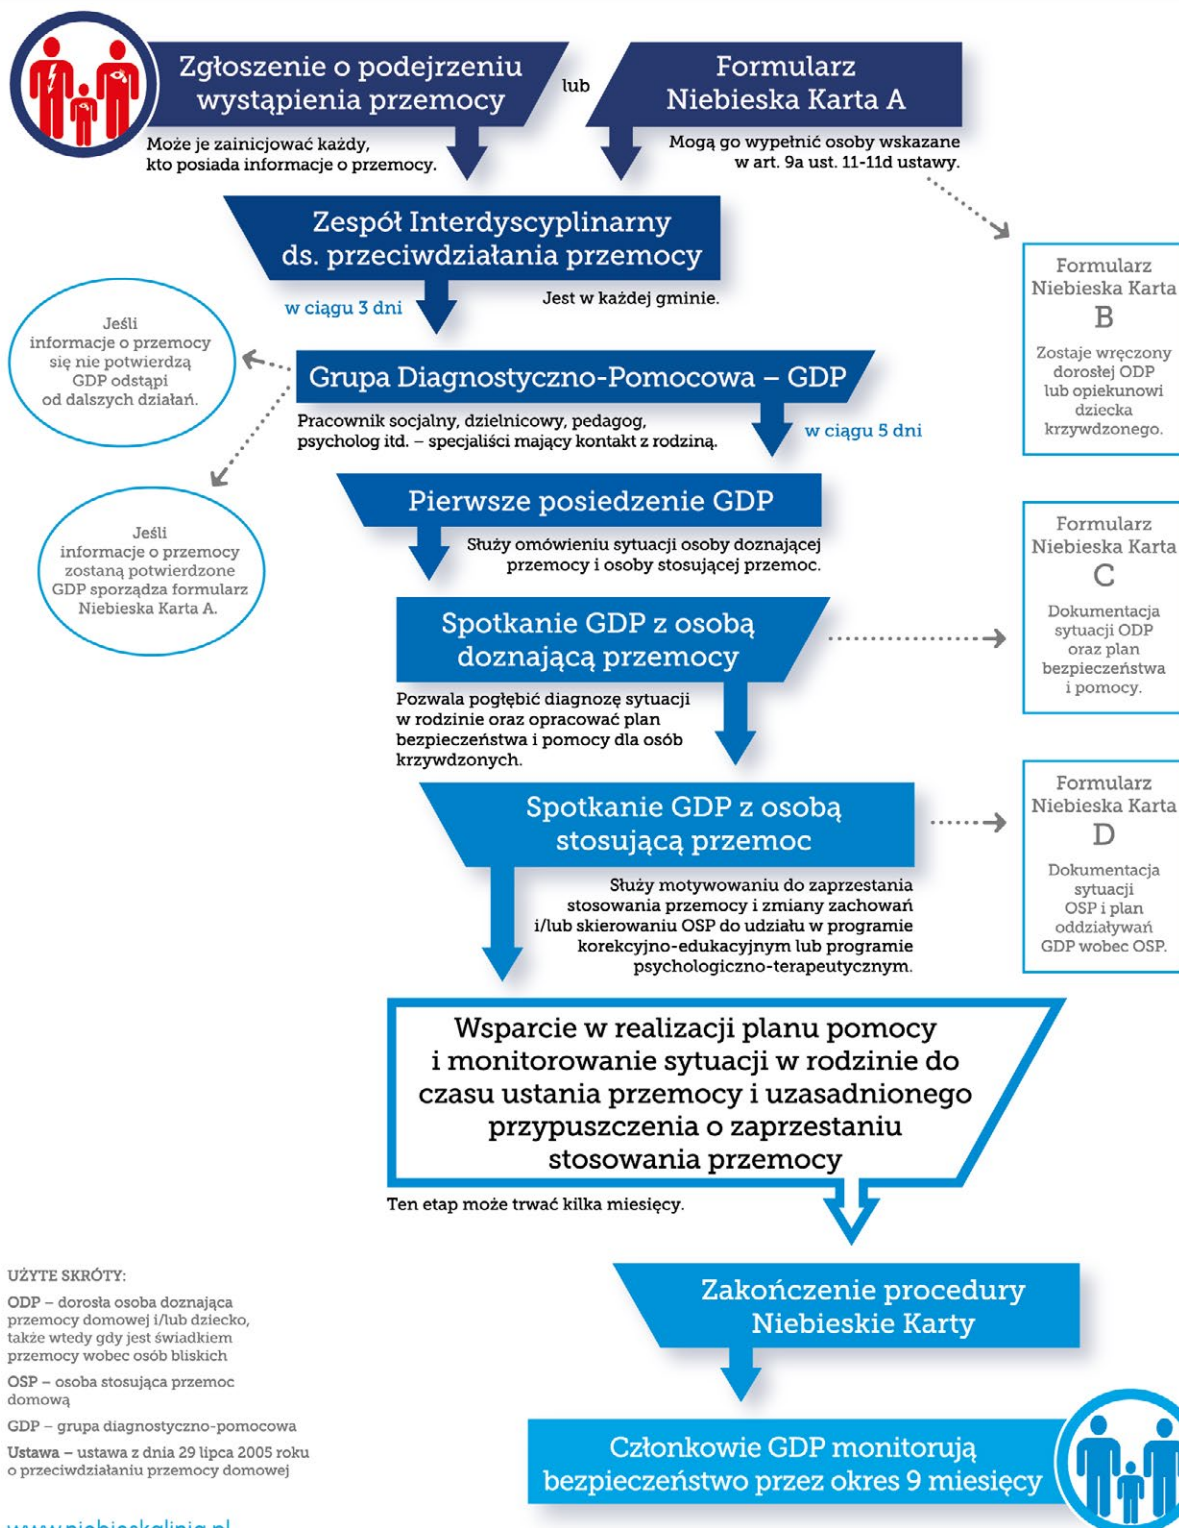 Zgłoszenie o podejrzeniu
wystąpienia przemocy
lub
Formularz
Niebieska Karta A
Może je zainicjować każdy,
kto posiada informacje o przemocy.
Mogą go wypełnić osoby wskazane
w art. 9a ust. 11-11d ustawy.
Zespół Interdyscyplinarny
ds. przeciwdziałania przemocy
w ciągu 3 dni
Jest w każdej gminie.
Formularz
Niebieska Karta
B
Zostaje wręczony
dorosłej ODP
lub opiekunowi
dziecka
krzywdzonego.
Jeśli
informacje o przemocy
się nie potwierdzą
GDP odstąpi
od dalszych działań.
Grupa Diagnostyczno-Pomocowa – GDP
Pracownik socjalny, dzielnicowy, pedagog,
psycholog itd. – specjaliści mający kontakt z rodziną.
w ciągu 5 dni
Jeśli
informacje o przemocy
zostaną potwierdzone
GDP sporządza formularz
Niebieska Karta A.
Pierwsze posiedzenie GDP
Służy omówieniu sytuacji osoby doznającej
przemocy i osoby stosującej przemoc.
Formularz
Niebieska Karta
C
Dokumentacja
sytuacji ODP
oraz plan
bezpieczeństwa
i pomocy.
Spotkanie GDP z osobą
doznającą przemocy
Pozwala pogłębić diagnozę sytuacji
w rodzinie oraz opracować plan
bezpieczeństwa i pomocy dla osób
krzywdzonych.
Spotkanie GDP z osobą
stosującą przemoc
Służy motywowaniu do zaprzestania
stosowania przemocy i zmiany zachowań
i/lub skierowaniu OSP do udziału w programie
korekcyjno-edukacyjnym lub programie
psychologiczno-terapeutycznym.
Formularz
Niebieska Karta
D
Dokumentacja
sytuacji
OSP i plan
oddziaływań
GDP wobec OSP.
Wsparcie w realizacji planu pomocy
i monitorowanie sytuacji w rodzinie do
czasu ustania przemocy i uzasadnionego
przypuszczenia o zaprzestaniu
stosowania przemocy
Ten etap może trwać kilka miesięcy.
Zakończenie procedury
Niebieskie Karty
Członkowie GDP monitorują
bezpieczeństwo przez okres 9 miesięcy
UŻYTE SKRÓTY:
ODP – dorosła osoba doznająca
przemocy domowej i/lub dziecko,
także wtedy gdy jest świadkiem
przemocy wobec osób bliskich
OSP – osoba stosująca przemoc
domową
GDP – grupa diagnostyczno-pomocowa
Ustawa – ustawa z dnia 29 lipca 2005 roku
o przeciwdziałaniu przemocy domowej
www.niebieskalinia.pl